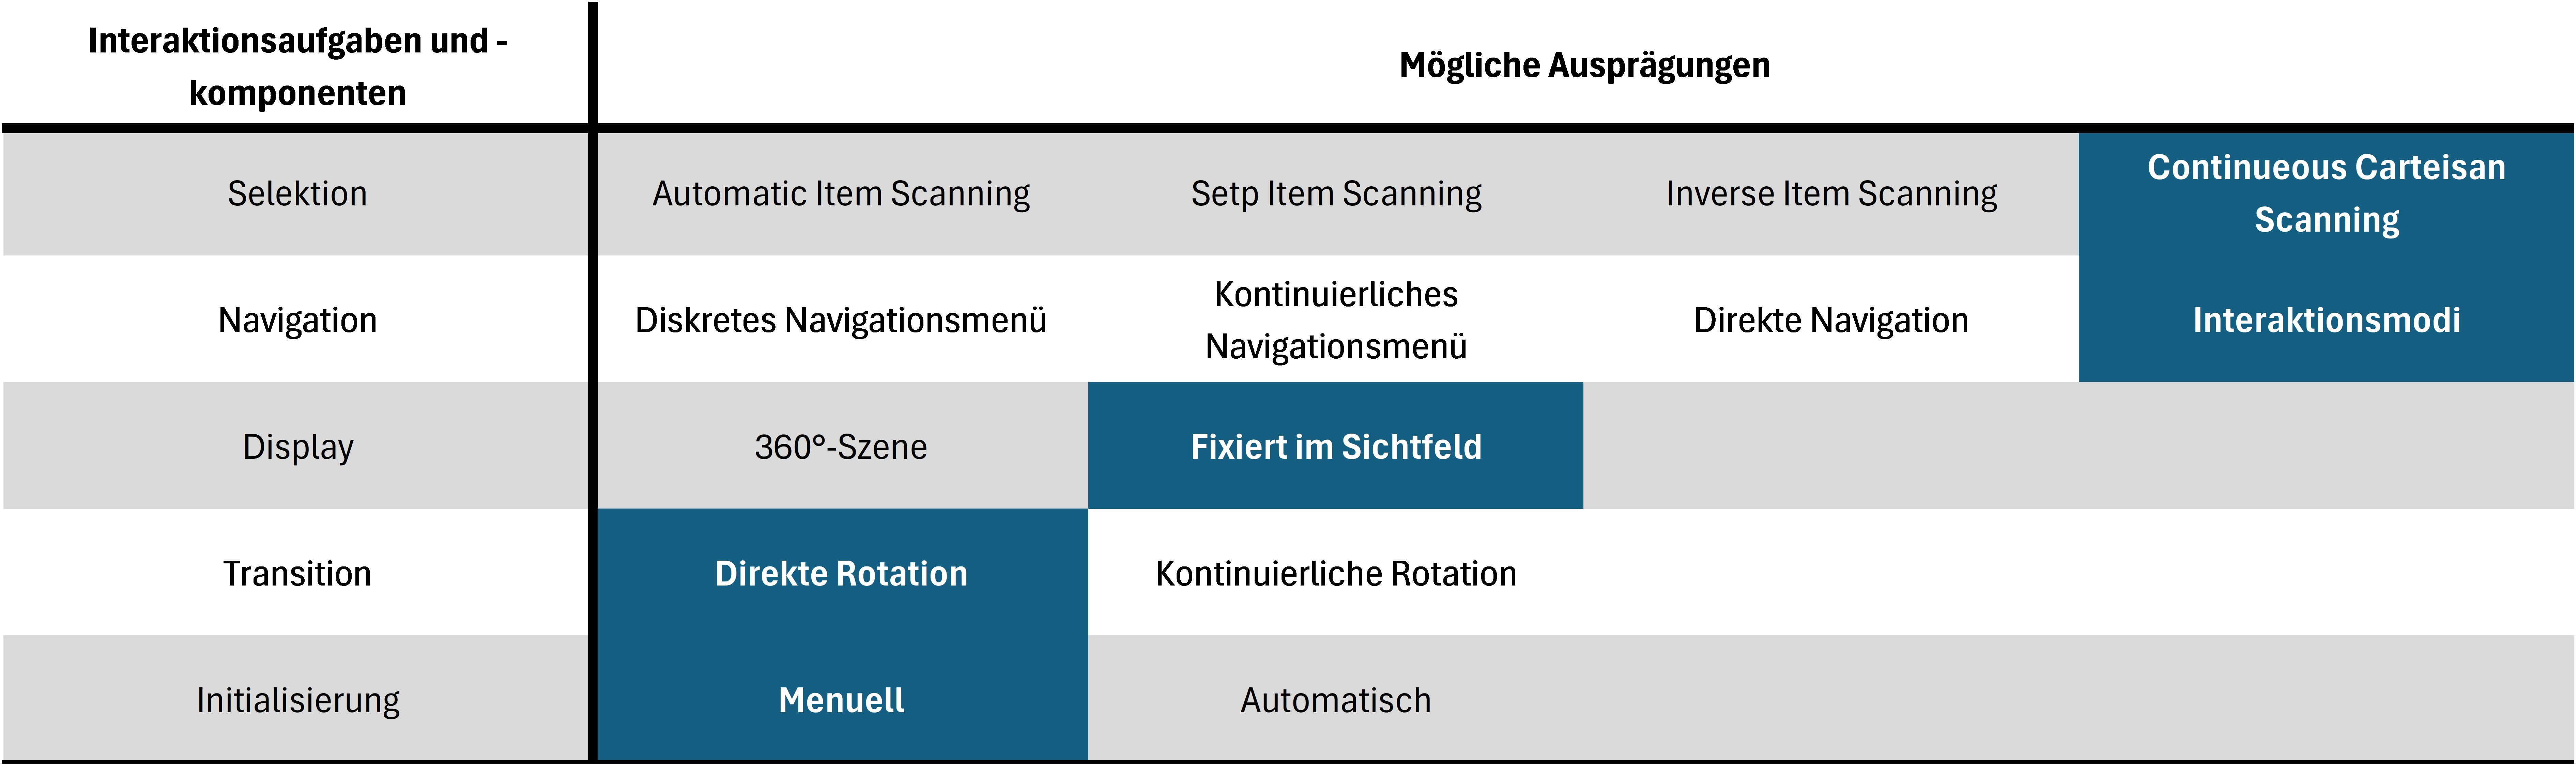 Interaktionsaufgaben und -
komponenten
Mögliche Ausprägungen
Selektion
Automatic Item Scanning
Setp Item Scanning
Inverse Item Scanning
Continueous Carteisan
Scanning
Navigation
Diskretes Navigationsmenü
Kontinuierliches
Navigationsmenü
Direkte Navigation
Interaktionsmodi
Display
360°-Szene
Fixiert im Sichtfeld
Transition
Direkte Rotation
Kontinuierliche Rotation
Initialisierung
Menuell
Automatisch